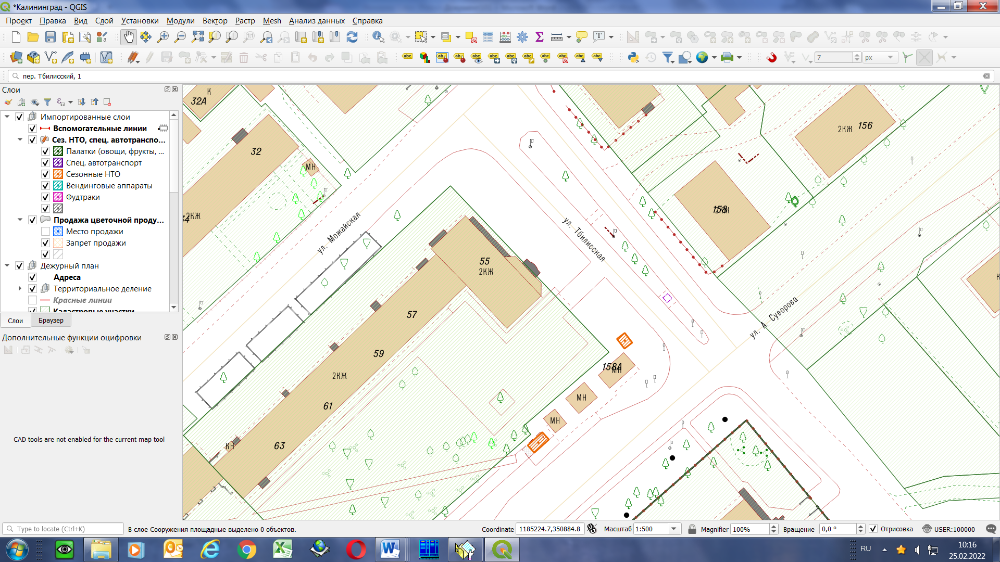 *Калининград - QGIS
Проект Правка Вид Слой Установки Модули Вектор Растр Mesh Анализ данных Справка
7 px
пер. Тбилисский, 1
Слои
Импортированные слои
Вспомогательные линии
Сез. НТО, спец. автотранспо...
Палатки (овощи, фрукты, ...
Спец. автотранспорт
Сезонные НТО
Вендинговые аппараты
Фудтраки
Продажа цветочной проду...
Место продажи
Запрет продажи
Дежурный план
Адреса
Территориальное деление
Красные линии
Кадастровые участки
Слои Браузер
Дополнительные функции оцифровки
CAD tools are not enabled for the current map tool
К
32А
32
МН
2КЖ
34
ул. Можайская
55
2КЖ
57
59
2КЖ
61
63
КН
ул. Тбилисская
2КЖ 156
158
2КЖ
ул. А. Суворова
158А
МН
МН
МН
Type to locate (Ctrl+K)
В слое Сооружения площадные выделено 0 объектов.
Coordinate 1185224.7,350884.8
Масштаб 1:500
Magnifier 100%
Вращение 0,0 °
Отрисовка
USER:100000
RU
10:16
25.02.2022